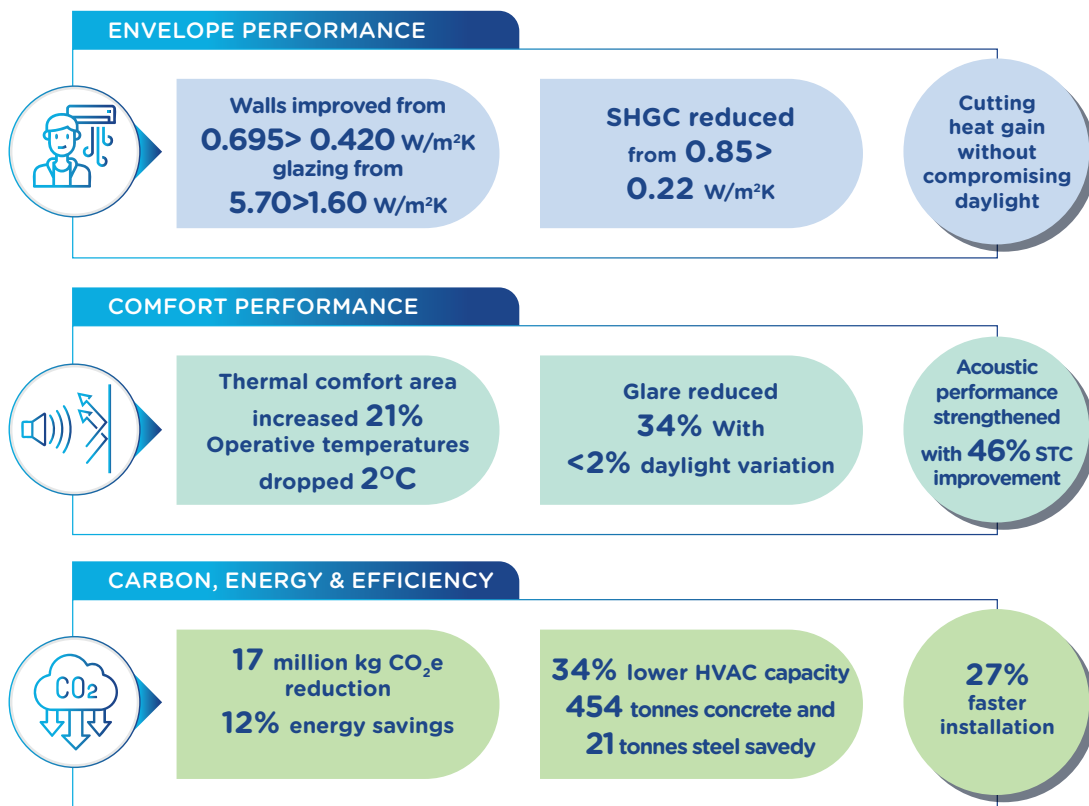 ENVELOPE PERFORMANCE
Walls improved from
0.695> 0.420 W/m²K
glazing from
5.70>1.60 W/m²K
SHGC reduced
from 0.85>
0.22 W/m²K
Cutting
heat gain
without
compromising
daylight
COMFORT PERFORMANCE
Thermal comfort area
increased 21%
Operative temperatures
dropped 2°C
Glare reduced
34% With
<2% daylight variation
Acoustic
performance
strengthened
with 46% STC
improvement
CARBON, ENERGY & EFFICIENCY
CO₂
17 million kg CO₂e
reduction
12% energy savings
34% lower HVAC capacity
454 tonnes concrete and
21 tonnes steel savedy
27%
faster
installation